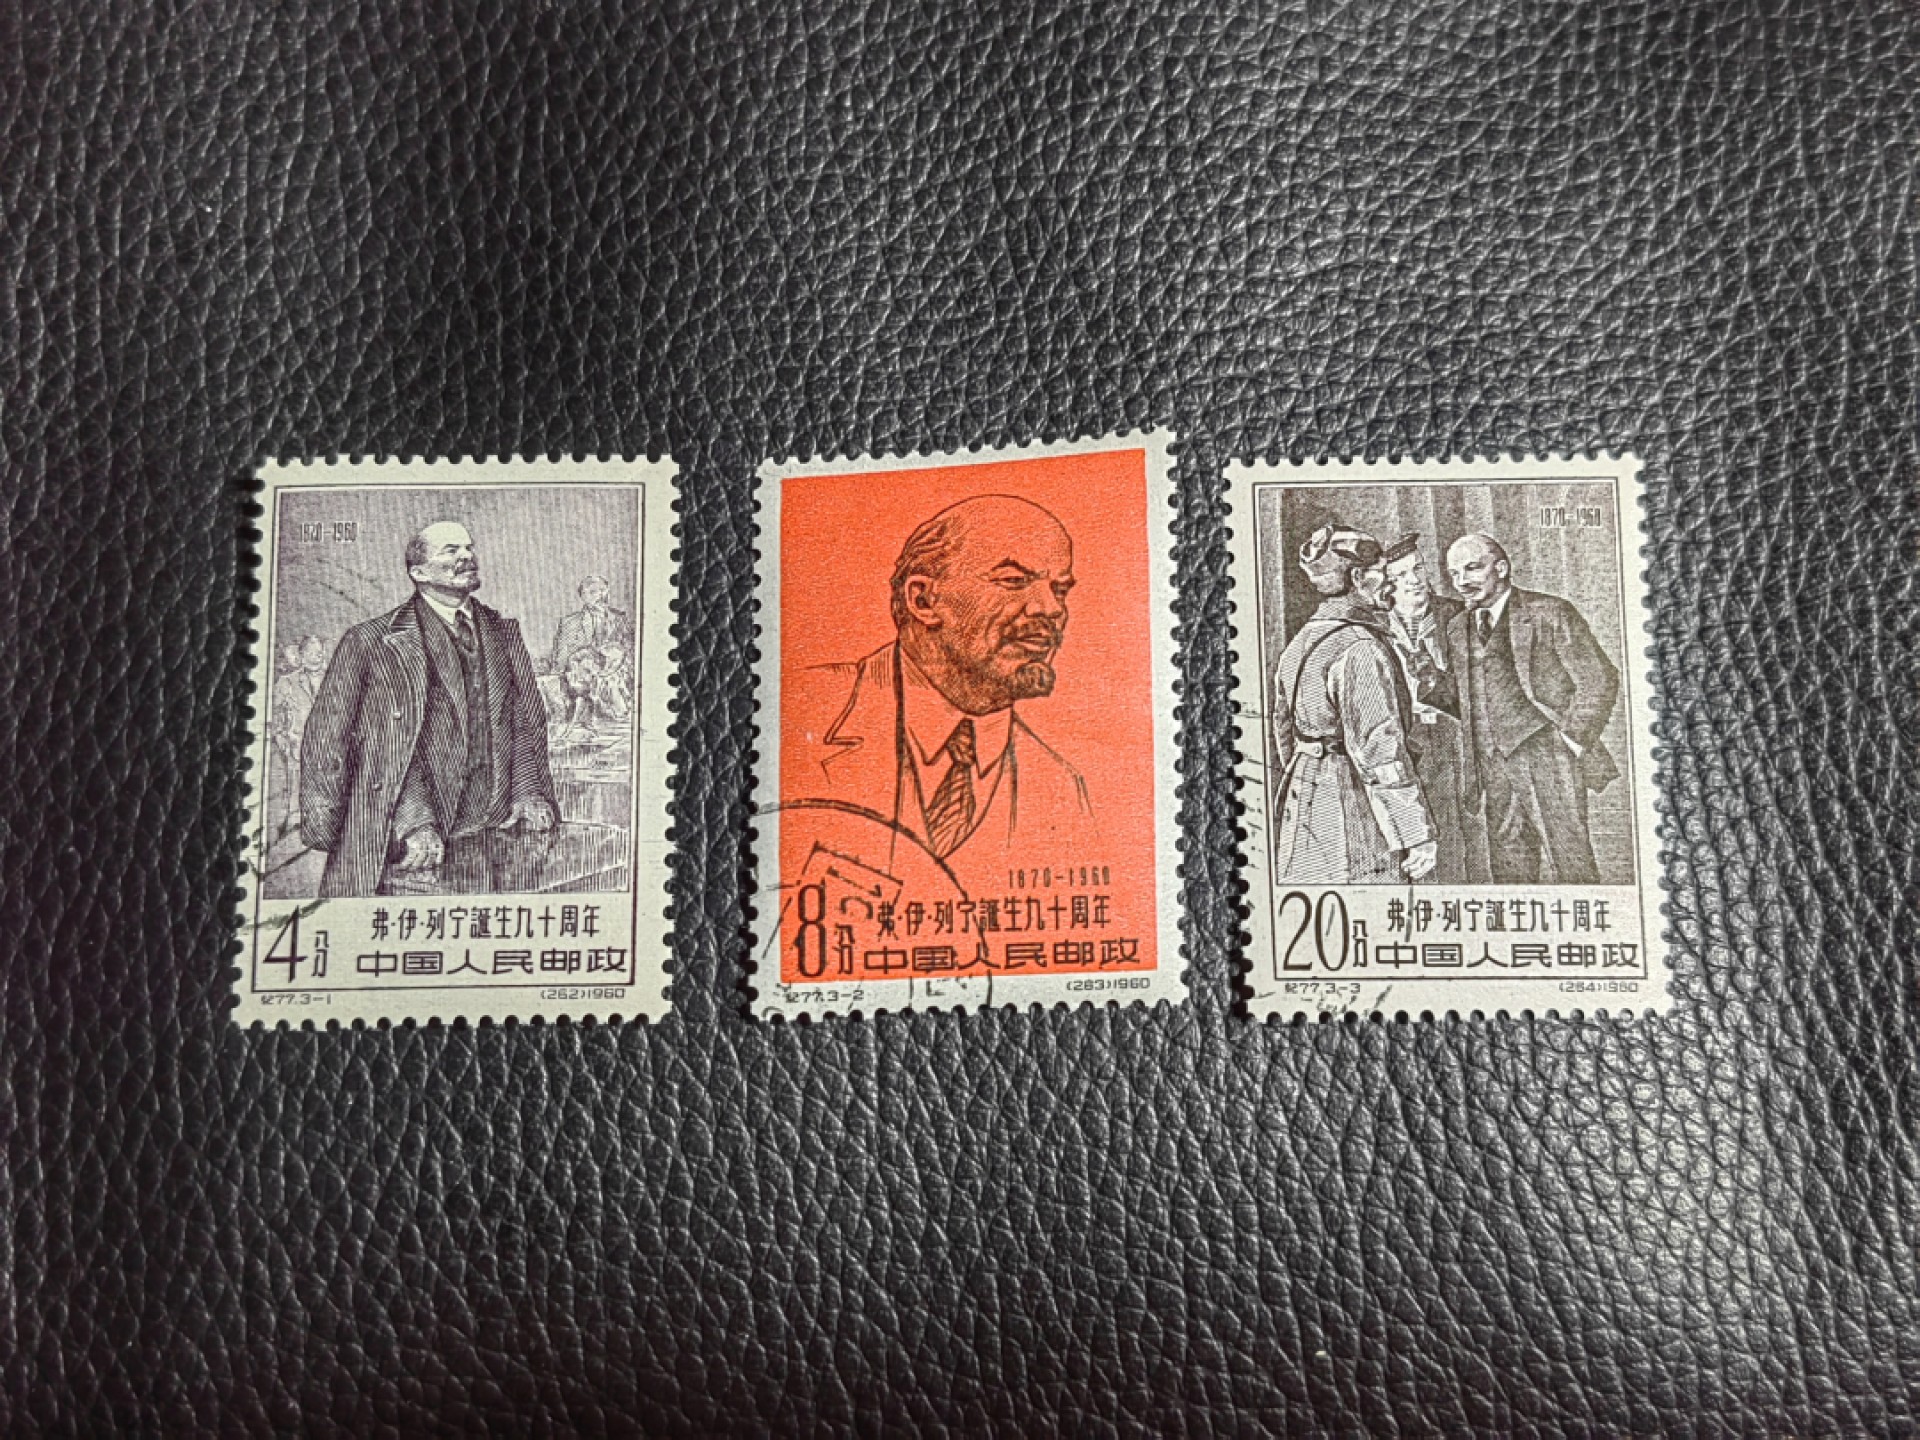 1870-1960
4分
弗·伊·列宁誕生九十周年
中国人民邮政
纪77.3-1
(262)1960
1870-1960
8分
弗·伊·列宁誕生九十周年
中国人民邮政
纪77.3-2
(263)1960
1870-1960
20分
弗·伊·列宁誕生九十周年
中国人民邮政
纪77.3-3
(264)1960